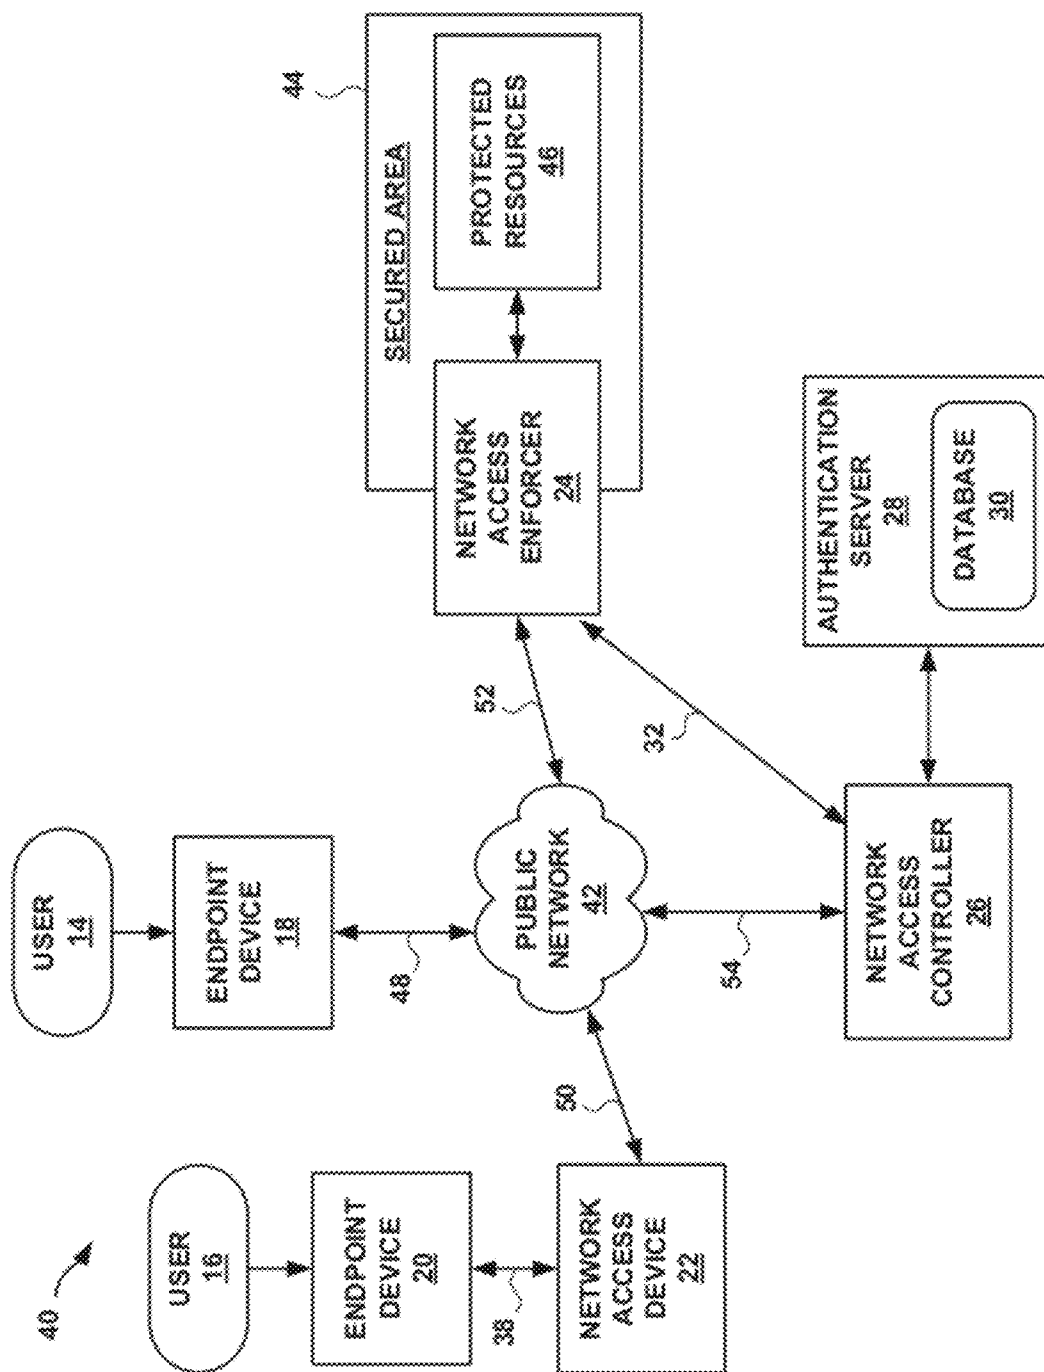 40
USER
16
ENDPOINT
DEVICE
20
38
NETWORK
ACCESS
DEVICE
22
50
USER
14
ENDPOINT
DEVICE
18
48
PUBLIC
NETWORK
42
54
NETWORK
ACCESS
CONTROLLER
26
52
32
44
SECURED AREA
NETWORK
ACCESS
ENFORCER
24
PROTECTED
RESOURCES
46
AUTHENTICATION
SERVER
28
DATABASE
30